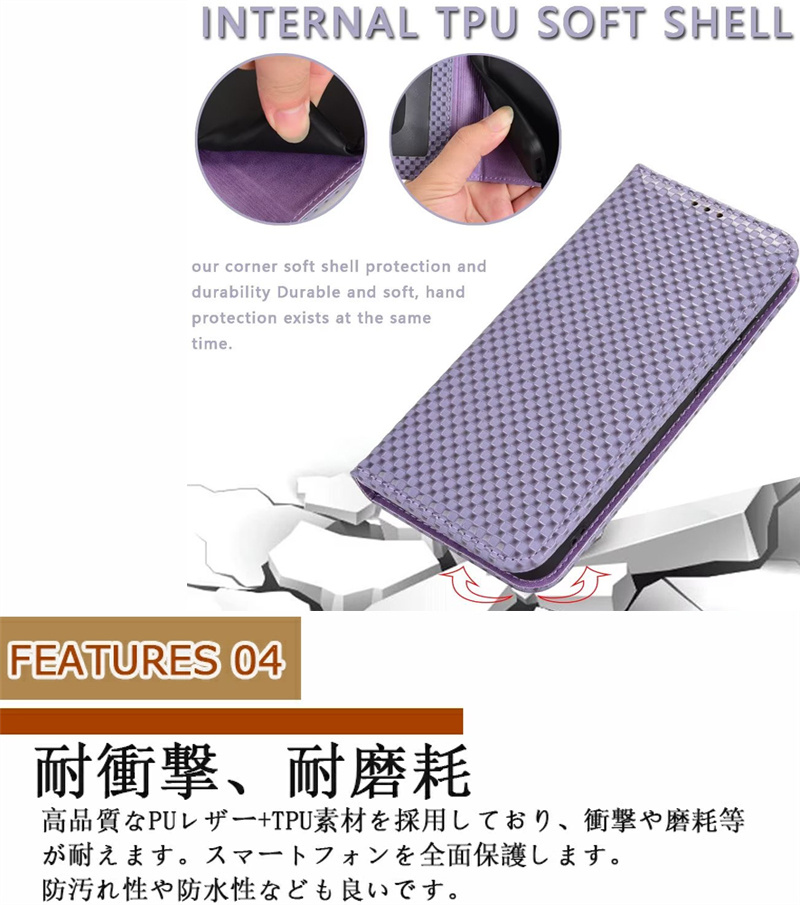 INTERNAL TPU SOFT SHELL
our corner soft shell protection and
durability Durable and soft, hand
protection exists at the same
time.
FEATURES 04
耐衝撃、耐磨耗
高品質なPUレザー+TPU素材を採用しており、衝撃や磨耗等
が耐えます。スマートフォンを全面保護します。
防汚れ性や防水性なども良いです。